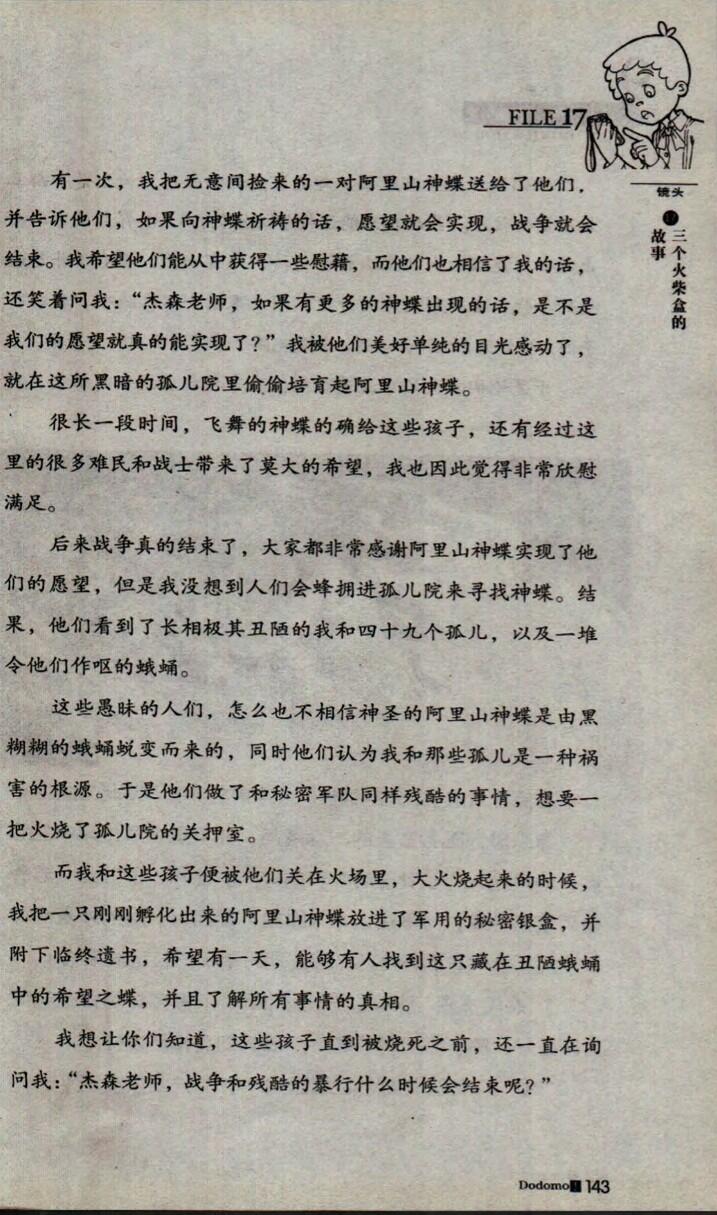 FILE 17
镜头
三个火柴盒的
故事
有一次，我把无意间捡来的一对阿里山神蝶送给了他们，
并告诉他们，如果向神蝶祈祷的话，愿望就会实现，战争就会
结束。我希望他们能从中获得一些慰藉，而他们也相信了我的话，
还笑着问我：“杰森老师，如果有更多的神蝶出现的话，是不是
我们的愿望就真的能实现了？”我被他们美好单纯的目光感动了，
就在这所黑暗的孤儿院里偷偷培育起阿里山神蝶。
很长一段时间，飞舞的神蝶的确给这些孩子，还有经过这
里的很多难民和战士带来了莫大的希望，我也因此觉得非常欣慰
满足。
后来战争真的结束了，大家都非常感谢阿里山神蝶实现了他
们的愿望，但是我没想到人们会蜂拥进孤儿院来寻找神蝶。结
果，他们看到了长相极其丑陋的我和四十九个孤儿，以及一堆
令他们作呕的蛾蛹。
这些愚昧的人们，怎么也不相信神圣的阿里山神蝶是由黑
糊糊的蛾蛹蜕变而来的，同时他们认为我和那些孤儿是一种祸
害的根源。于是他们做了和秘密军队同样残酷的事情，想要一
把火烧了孤儿院的关押室。
而我和这些孩子便被他们关在火场里，大火烧起来的时候，
我把一只刚刚孵化出来的阿里山神蝶放进了军用的秘密银盒，并
附下临终遗书，希望有一天，能够有人找到这只藏在丑陋蛾蛹
中的希望之蝶，并且了解所有事情的真相。
我想让你们知道，这些孩子直到被烧死之前，还一直在询
问我：“杰森老师，战争和残酷的暴行什么时候会结束呢？”
Dodomo 143